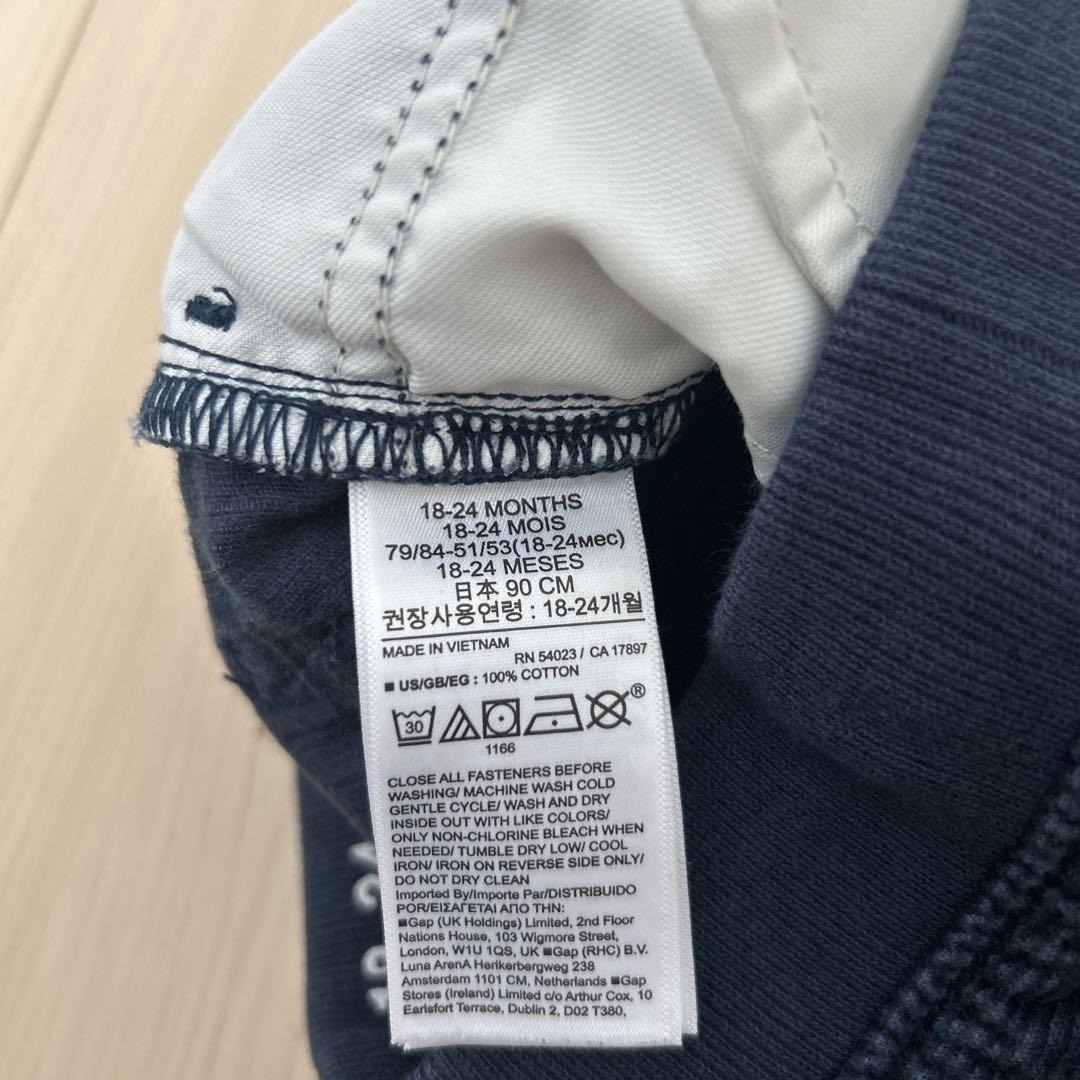 18-24 MONTHS
18-24 MOIS
79/84-51/53(18-24мес)
18-24 MESES
日本 90 CM
권장사용연령 : 18-24개월
MADE IN VIETNAM
RN 54023 / CA 17897
■ US/GB/EG : 100% COTTON
30
®
1166
CLOSE ALL FASTENERS BEFORE
WASHING/ MACHINE WASH COLD
GENTLE CYCLE/ WASH AND DRY
INSIDE OUT WITH LIKE COLORS/
ONLY NON-CHLORINE BLEACH WHEN
NEEDED/ TUMBLE DRY LOW/ COOL
IRON/ IRON ON REVERSE SIDE ONLY/
DO NOT DRY CLEAN
Imported By/Importe Par/DISTRIBUIDO
POR/ΕΙΣΑΓΕΤΑΙ ΑΠΟ ΤΗΝ:
■Gap (UK Holdings) Limited, 2nd Floor
Nations House, 103 Wigmore Street,
London, W1U 1QS, UK ■Gap (RHC) B.V.
Luna ArenA Herikerbergweg 238
Amsterdam 1101 CM, Netherlands ■Gap
Stores (Ireland) Limited c/o Arthur Cox, 10
Earlsfort Terrace, Dublin 2, D02 T380,